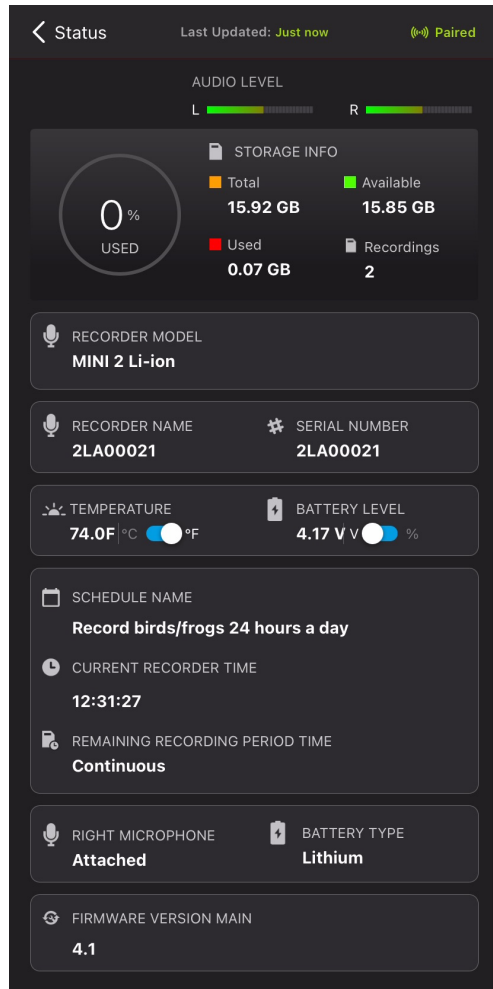 Status Last Updated: Just now Paired
AUDIO LEVEL
L R
STORAGE INFO
Total Available
15.92 GB 15.85 GB
0 %
USED
Used Recordings
0.07 GB 2
RECORDER MODEL
MINI 2 Li-ion
RECORDER NAME SERIAL NUMBER
2LA00021 2LA00021
TEMPERATURE BATTERY LEVEL
74.0F °C °F 4.17 V V %
SCHEDULE NAME
Record birds/frogs 24 hours a day
CURRENT RECORDER TIME
12:31:27
REMAINING RECORDING PERIOD TIME
Continuous
RIGHT MICROPHONE BATTERY TYPE
Attached Lithium
FIRMWARE VERSION MAIN
4.1